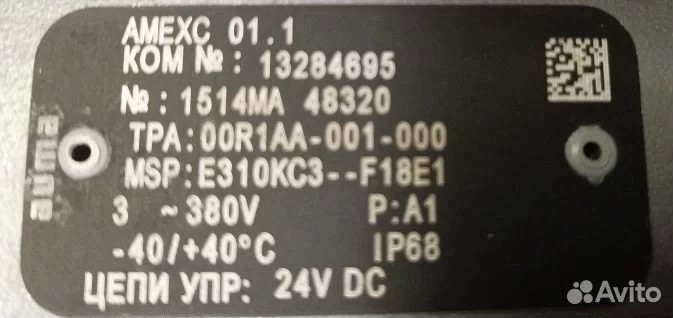 AMEXC 01.1
КОМ №: 13284695
№: 1514MA 48320
TPA:00R1AA-001-000
MSP:E310KC3--F18E1
3 ~380V P:A1
-40/+40°C IP68
ЦЕПИ УПР: 24V DC
auma
Avito